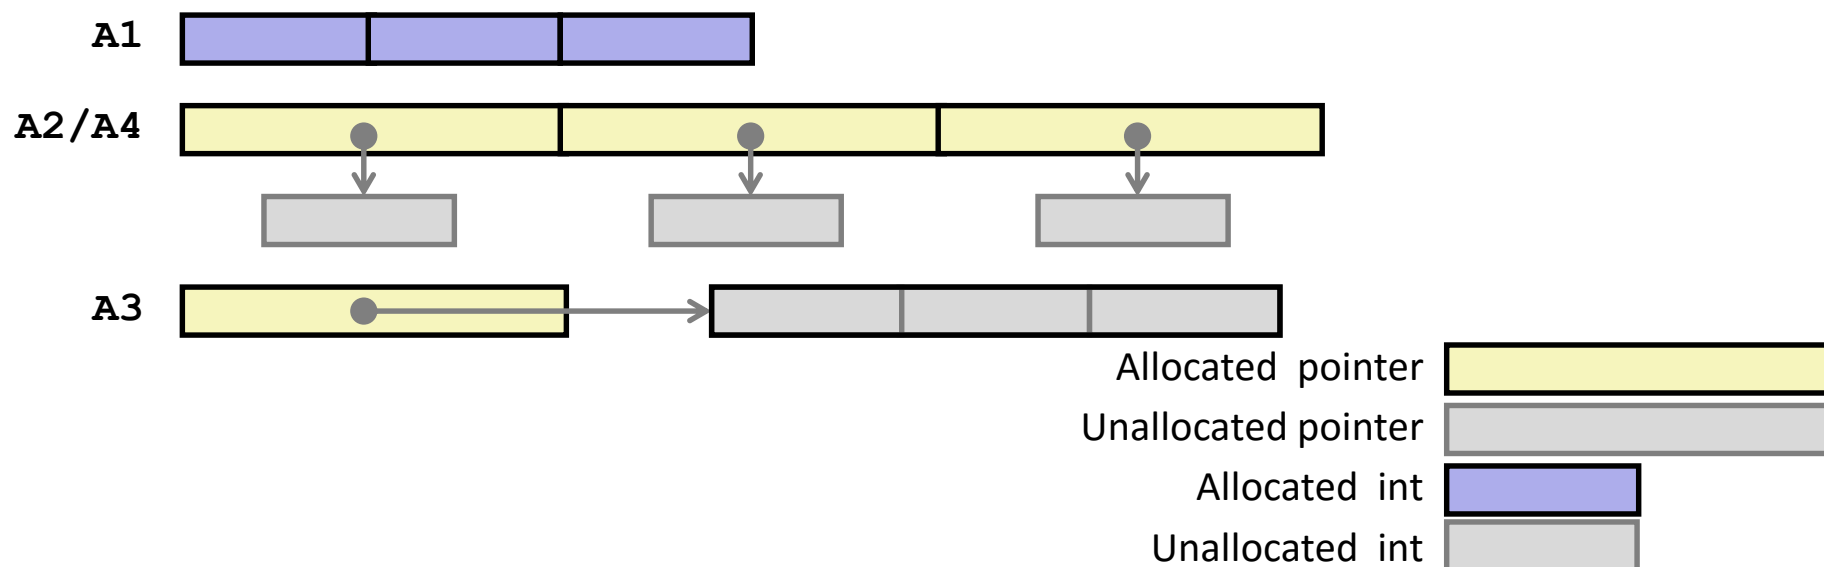 A1
A2/A4
A3
Allocated pointer
Unallocated pointer
Allocated int
Unallocated int